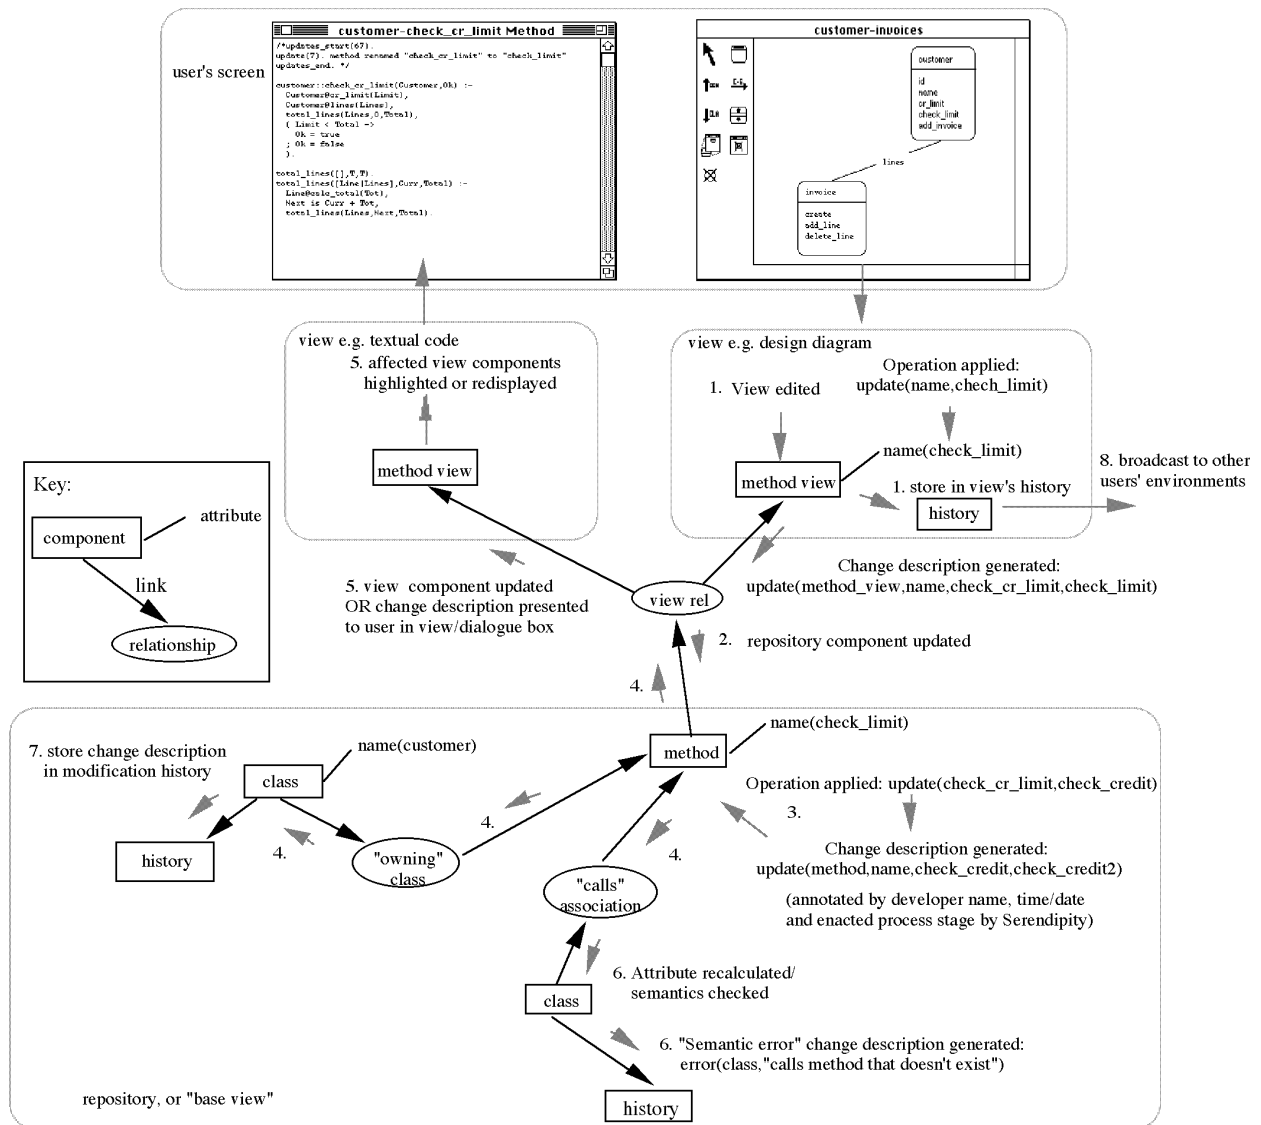 user's screen
customer-check_cr_limit Method
/*updates_start(67).
update(7). method renamed "check_cr_limit" to "check_limit"
updates_end. */
customer::check_cr_limit(Customer,Ok) :-
Customer@cr_limit(Limit),
Customer@lines(Lines),
total_lines(Lines,0,Total),
( Limit < Total ->
Ok = true
; Ok = false
).
total_lines([],T,T).
total_lines([Line|Lines],Curr,Total) :-
Line@calc_total(Tot),
Next is Curr + Tot,
total_lines(Lines,Next,Total).
customer-invoices
customer
id
name
cr_limit
check_limit
add_invoice
lines
invoice
create
add_line
delete_line
view e.g. textual code
5. affected view components
highlighted or redisplayed
method view
view e.g. design diagram
Operation applied:
update(name,chech_limit)
1. View edited
name(check_limit)
method view
1. store in view's history
history
8. broadcast to other
users' environments
Key:
component
attribute
link
relationship
Change description generated:
update(method_view,name,check_cr_limit,check_limit)
5. view component updated
OR change description presented
to user in view/dialogue box
view rel
2. repository component updated
4.
name(check_limit)
method
7. store change description
in modification history
name(customer)
class
history
4.
"owning"
class
4.
4.
Operation applied: update(check_cr_limit,check_credit)
3.
Change description generated:
update(method,name,check_credit,check_credit2)
(annotated by developer name, time/date
and enacted process stage by Serendipity)
"calls"
association
6. Attribute recalculated/
semantics checked
class
6. "Semantic error" change description generated:
error(class,"calls method that doesn't exist")
history
repository, or "base view"